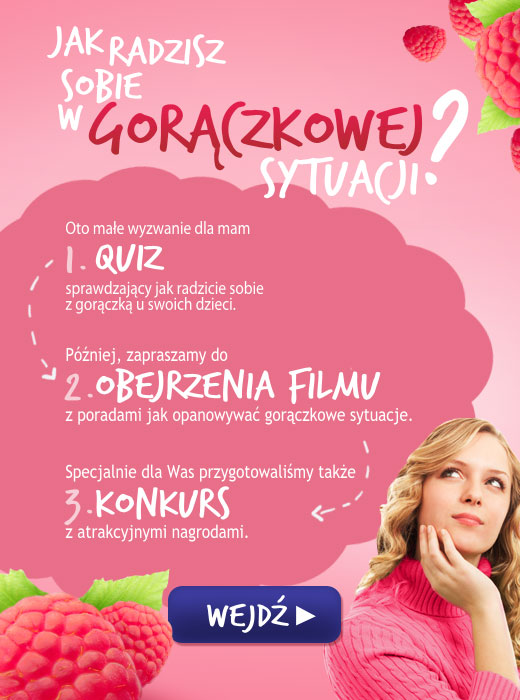 JAK RADZISZ
SOBIE
W GORĄCZKOWEJ
SYTUACJI?
Oto małe wyzwanie dla mam
1. QUIZ
sprawdzający jak radzicie sobie
z gorączką u swoich dzieci.
Później, zapraszamy do
2. OBEJRZENIA FILMU
z poradami jak opanowywać gorączkowe sytuacje.
Specjalnie dla Was przygotowaliśmy także
3. KONKURS
z atrakcyjnymi nagrodami.
WEJDŹ